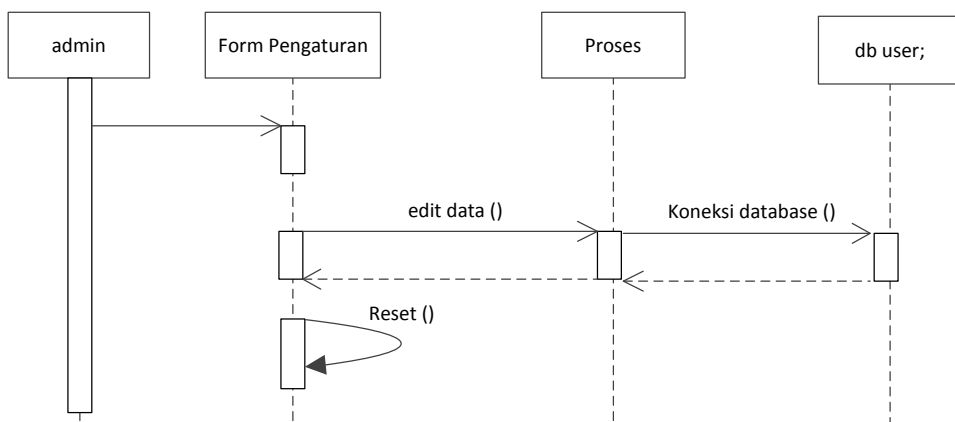 admin
Form Pengaturan
Proses
db user;
edit data ()
Koneksi database ()
Reset ()